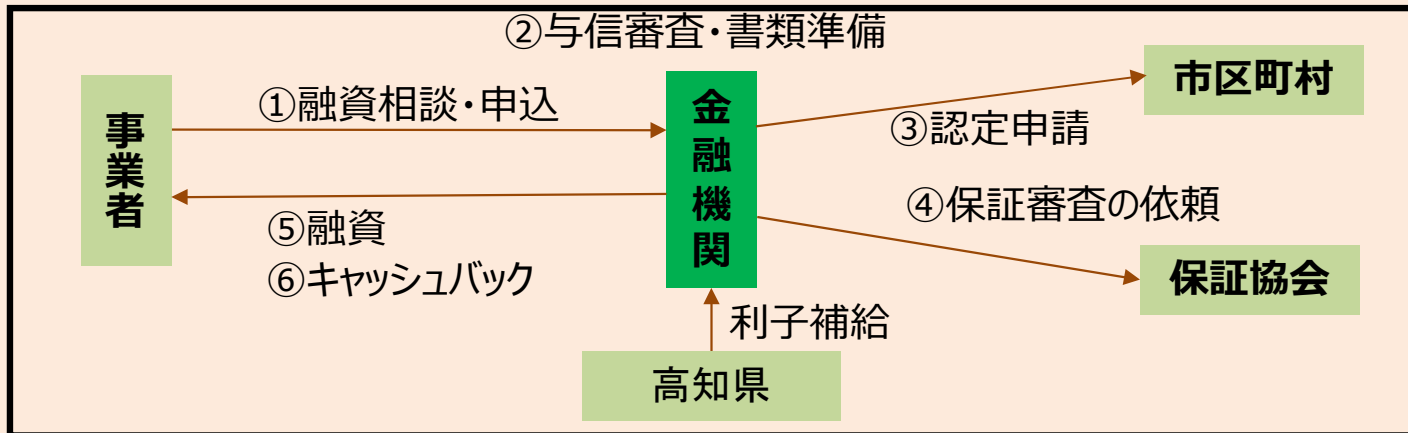 ②与信審査・書類準備
事業者
①融資相談・申込
金融機関
市区町村
③認定申請
④保証審査の依頼
⑤融資
⑥キャッシュバック
保証協会
利子補給
高知県